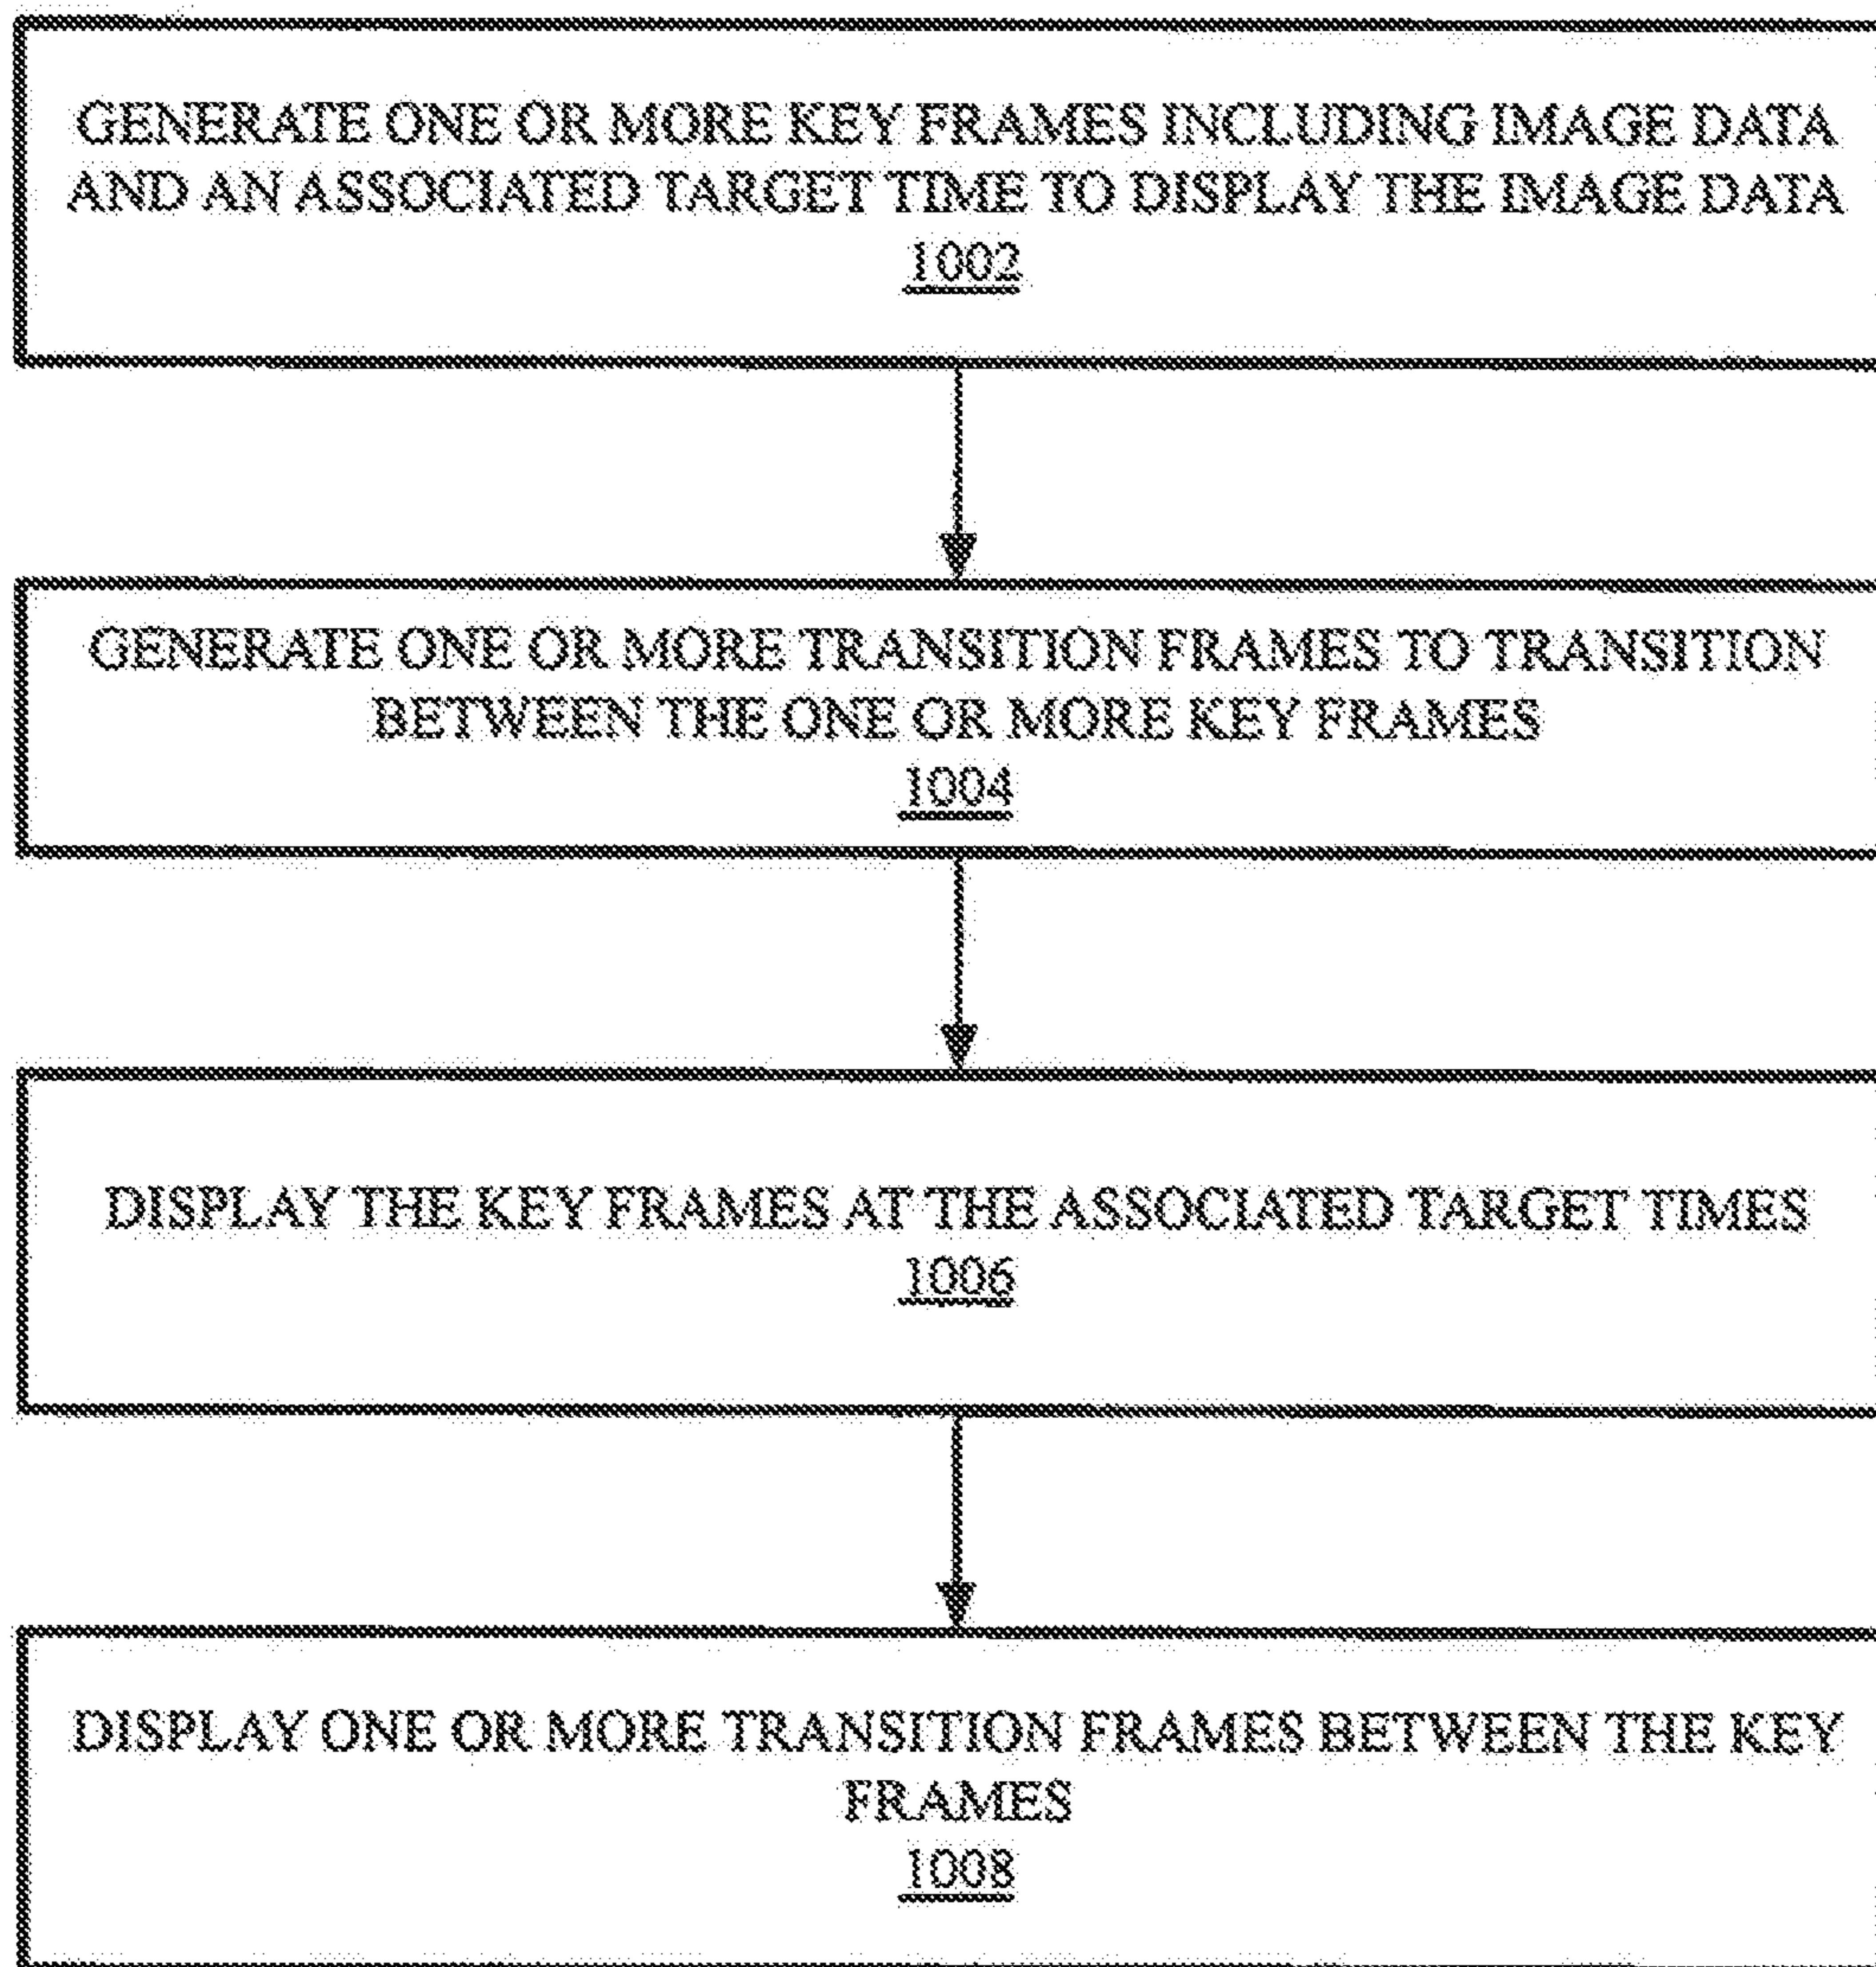 GENERATE ONE OR MORE KEY FRAMES INCLUDING IMAGE DATA
AND AN ASSOCIATED TARGET TIME TO DISPLAY THE IMAGE DATA
1002
GENERATE ONE OR MORE TRANSITION FRAMES TO TRANSITION
BETWEEN THE ONE OR MORE KEY FRAMES
1004
DISPLAY THE KEY FRAMES AT THE ASSOCIATED TARGET TIMES
1006
DISPLAY ONE OR MORE TRANSITION FRAMES BETWEEN THE KEY
FRAMES
1008